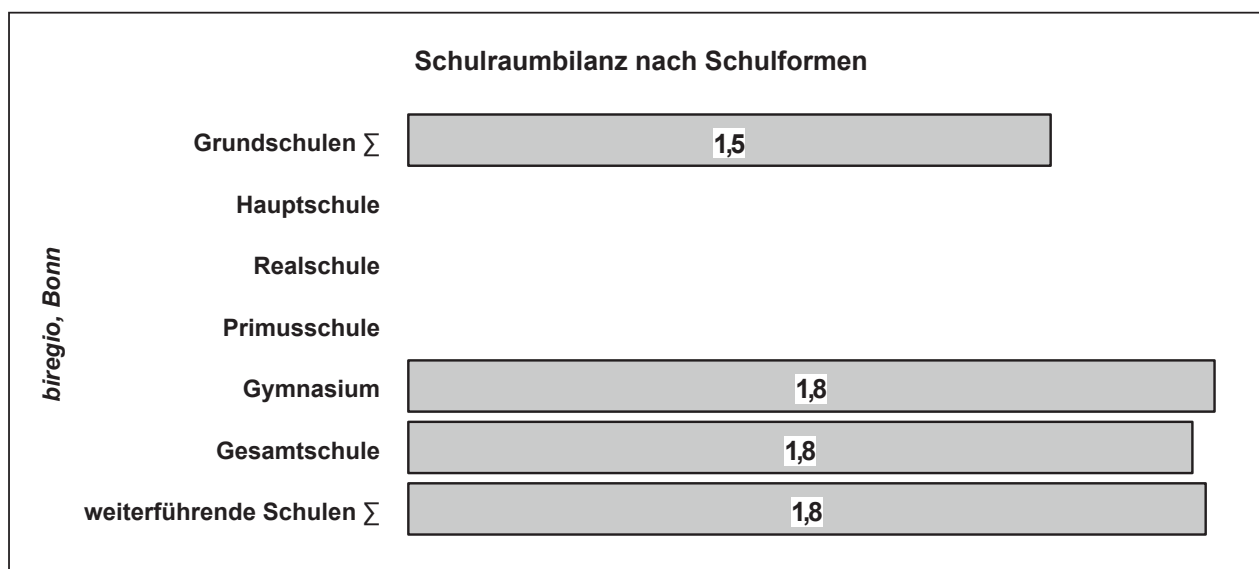 Schulraumbilanz nach Schulformen
Grundschulen ∑ 1,5
Hauptschule
Realschule
Primusschule
Gymnasium 1,8
Gesamtschule 1,8
weiterführende Schulen ∑ 1,8
biregio, Bonn